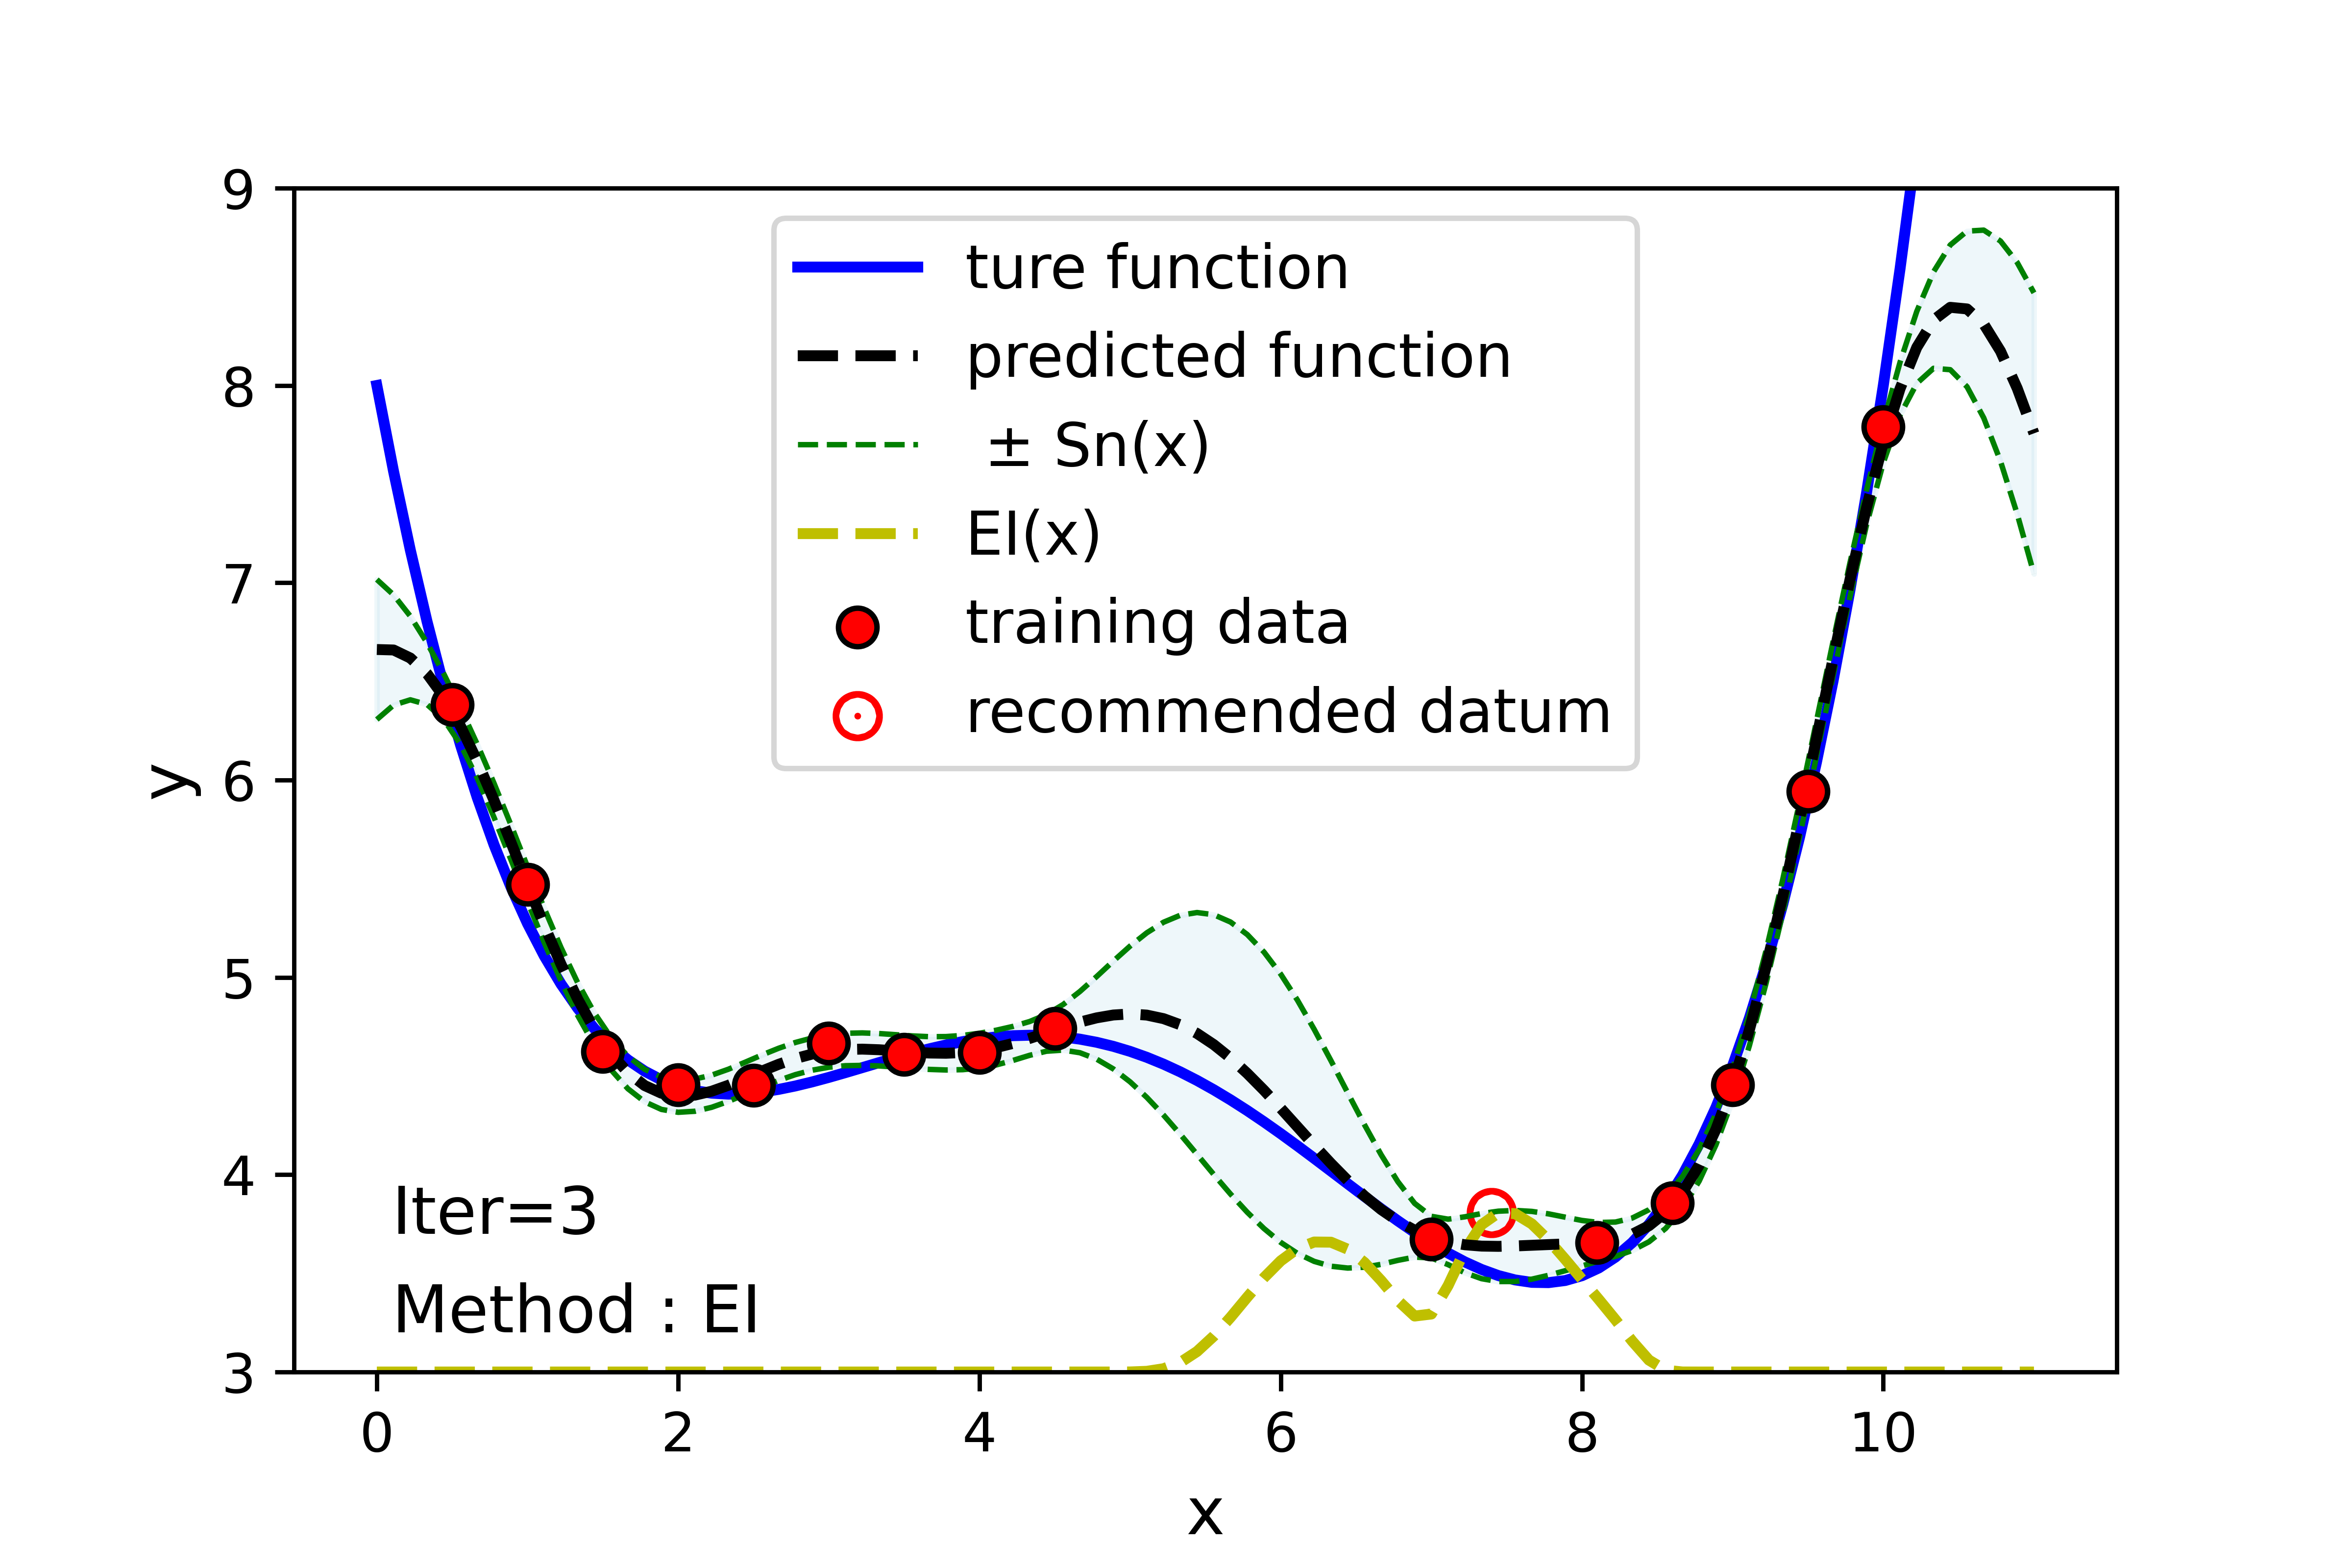 9
8
7
6
5
4
3
y
ture function
predicted function
± Sn(x)
EI(x)
training data
recommended datum
Iter=3
Method : EI
0 2 4 6 8 10
x